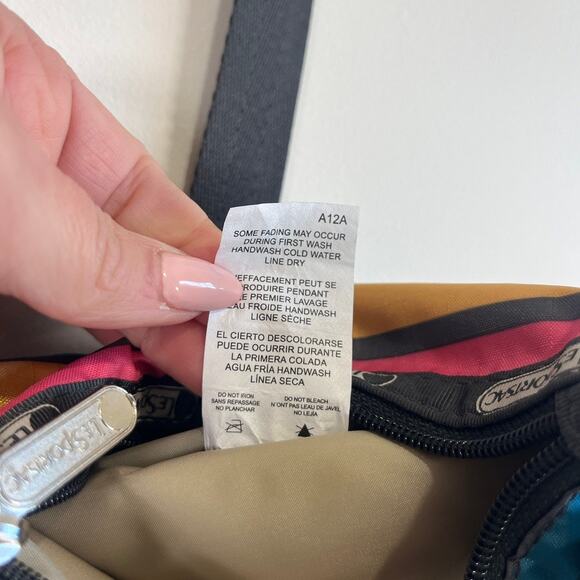 A12A
SOME FADING MAY OCCUR
DURING FIRST WASH
HANDWASH COLD WATER
LINE DRY
L'EFFACEMENT PEUT SE
PRODUIRE PENDANT
LE PREMIER LAVAGE
EAU FROIDE HANDWASH
LIGNE SÈCHE
EL CIERTO DESCOLORARSE
PUEDE OCURRIR DURANTE
LA PRIMERA COLADA
AGUA FRÍA HANDWASH
LÍNEA SECA
DO NOT IRON
SANS REPASSAGE
NO PLANCHAR
DO NOT BLEACH
N'ONT PAS L'EAU DE JAVEL
NO LEJÍA
LESPORTSAC
LESPORTSAC